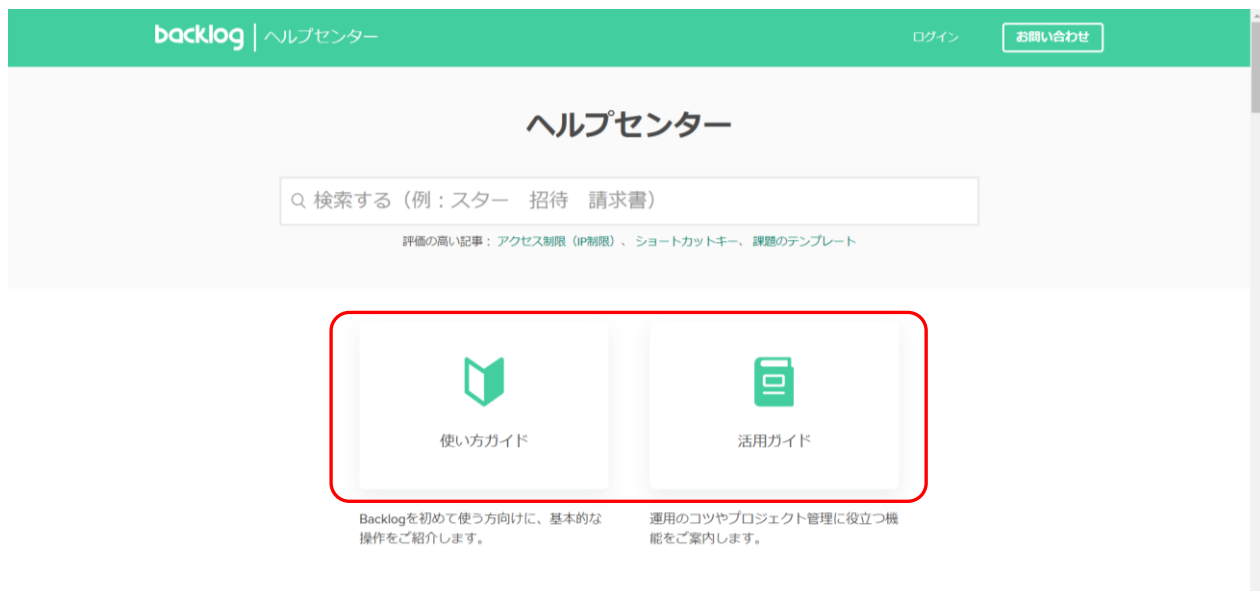 backlog | ヘルプセンター
ログイン
お問い合わせ
ヘルプセンター
検索する（例：スター　招待　請求書）
評価の高い記事： アクセス制限（IP制限）、ショートカットキー、課題のテンプレート
使い方ガイド
活用ガイド
Backlogを初めて使う方向けに、基本的な
操作をご紹介します。
運用のコツやプロジェクト管理に役立つ機
能をご案内します。